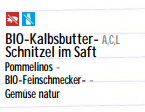 BIO-Kalbsbutter- A,C,L
Schnitzel im Saft
Pommelinos -
BIO-Feinschmecker- -
Gemüse natur